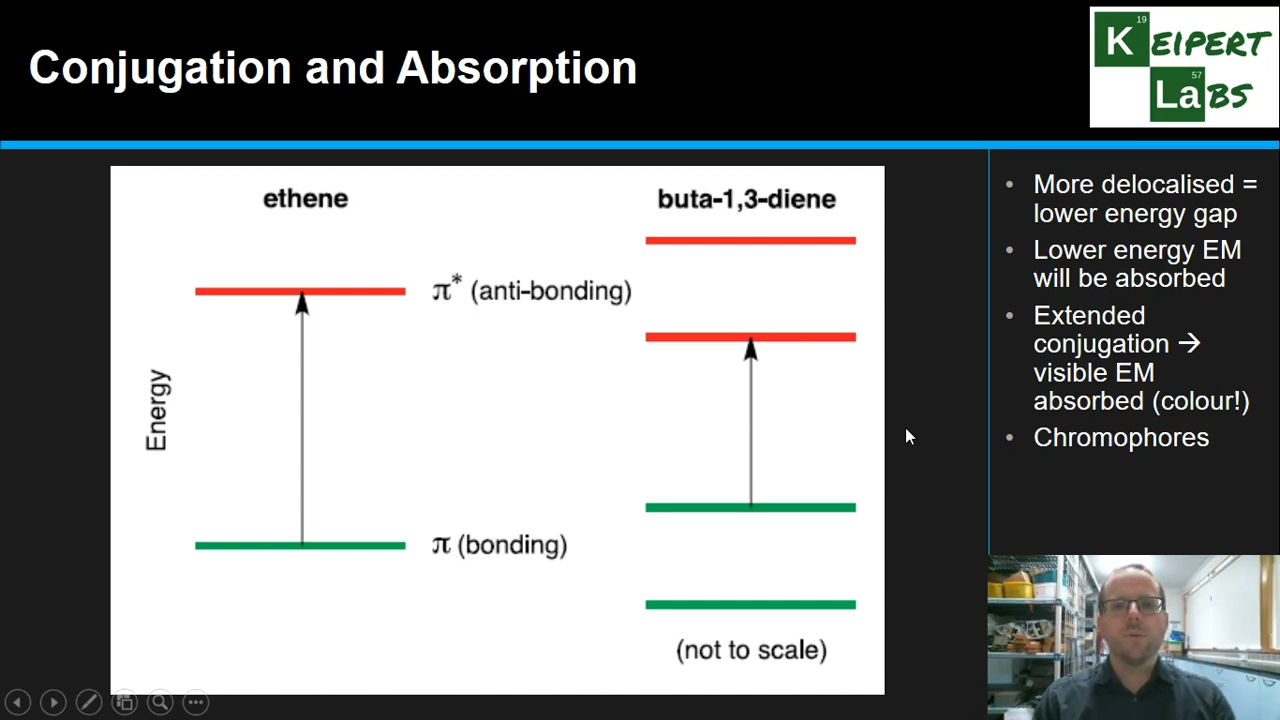 Conjugation and Absorption
19
K EIPERT
57
La BS
ethene
buta-1,3-diene
π* (anti-bonding)
Energy
π (bonding)
(not to scale)
• More delocalised =
lower energy gap
• Lower energy EM
will be absorbed
• Extended
conjugation →
visible EM
absorbed (colour!)
• Chromophores